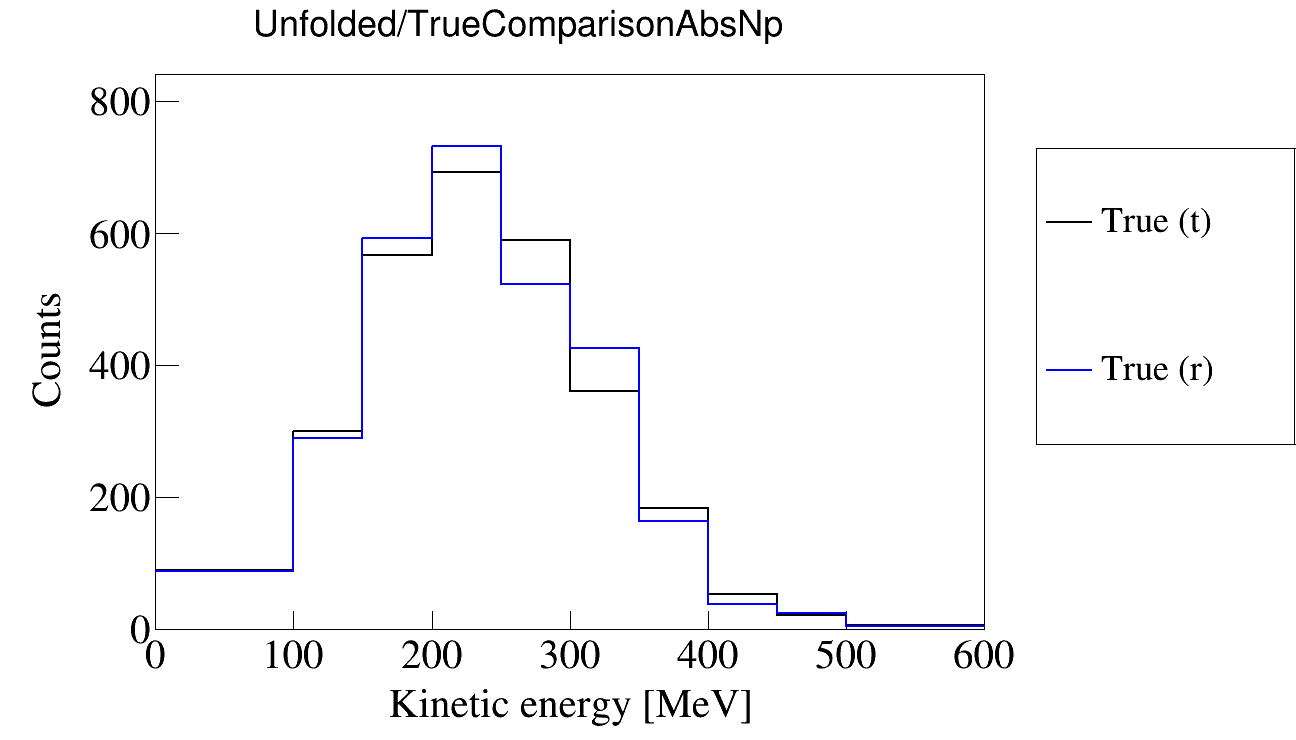 Unfolded/TrueComparisonAbsNp
800
600
400
200
0
Counts
0 100 200 300 400 500 600
Kinetic energy [MeV]
True (t)
True (r)